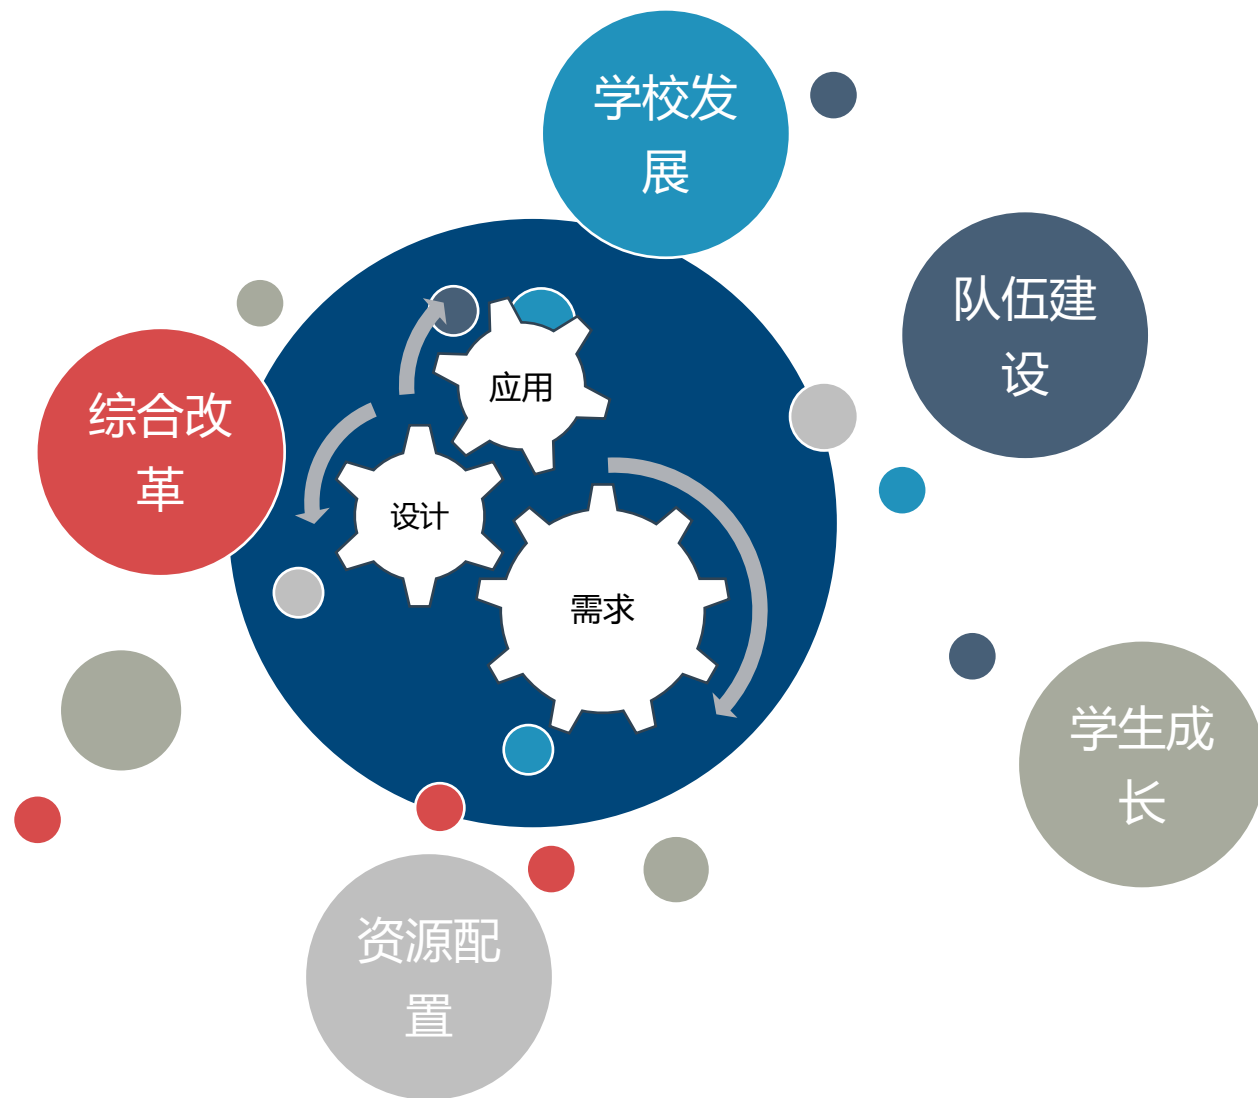 学校发
展
队伍建
设
综合改
革
应用
设计
需求
学生成
长
资源配
置